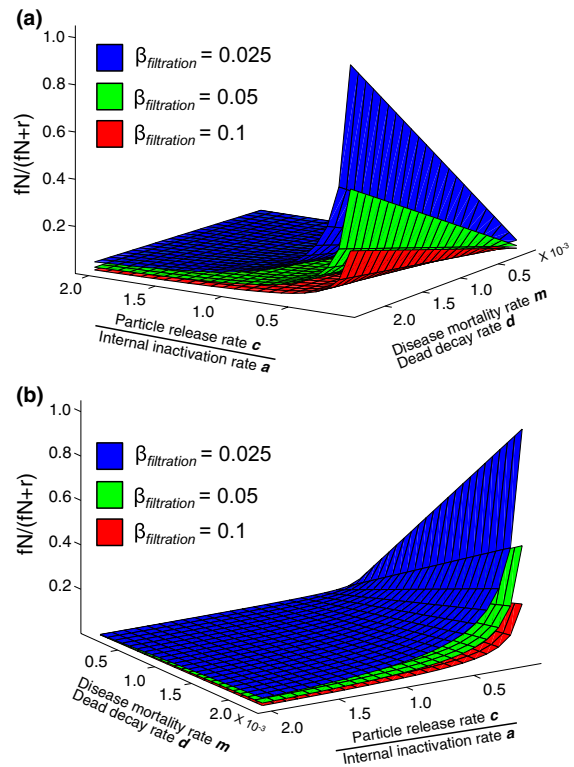 (a)
1.0
0.8
0.6
0.4
0.2
fN/(fN+r)
βfiltration = 0.025
βfiltration = 0.05
βfiltration = 0.1
2.0
1.5
1.0
0.5
Particle release rate c
Internal inactivation rate a
2.0
1.5
1.0
0.5
X 10-3
Disease mortality rate m
Dead decay rate d
(b)
1.0
0.8
0.6
0.4
0.2
fN/(fN+r)
βfiltration = 0.025
βfiltration = 0.05
βfiltration = 0.1
0.5
1.0
1.5
2.0 X 10-3
Disease mortality rate m
Dead decay rate d
2.0
1.5
1.0
0.5
Particle release rate c
Internal inactivation rate a